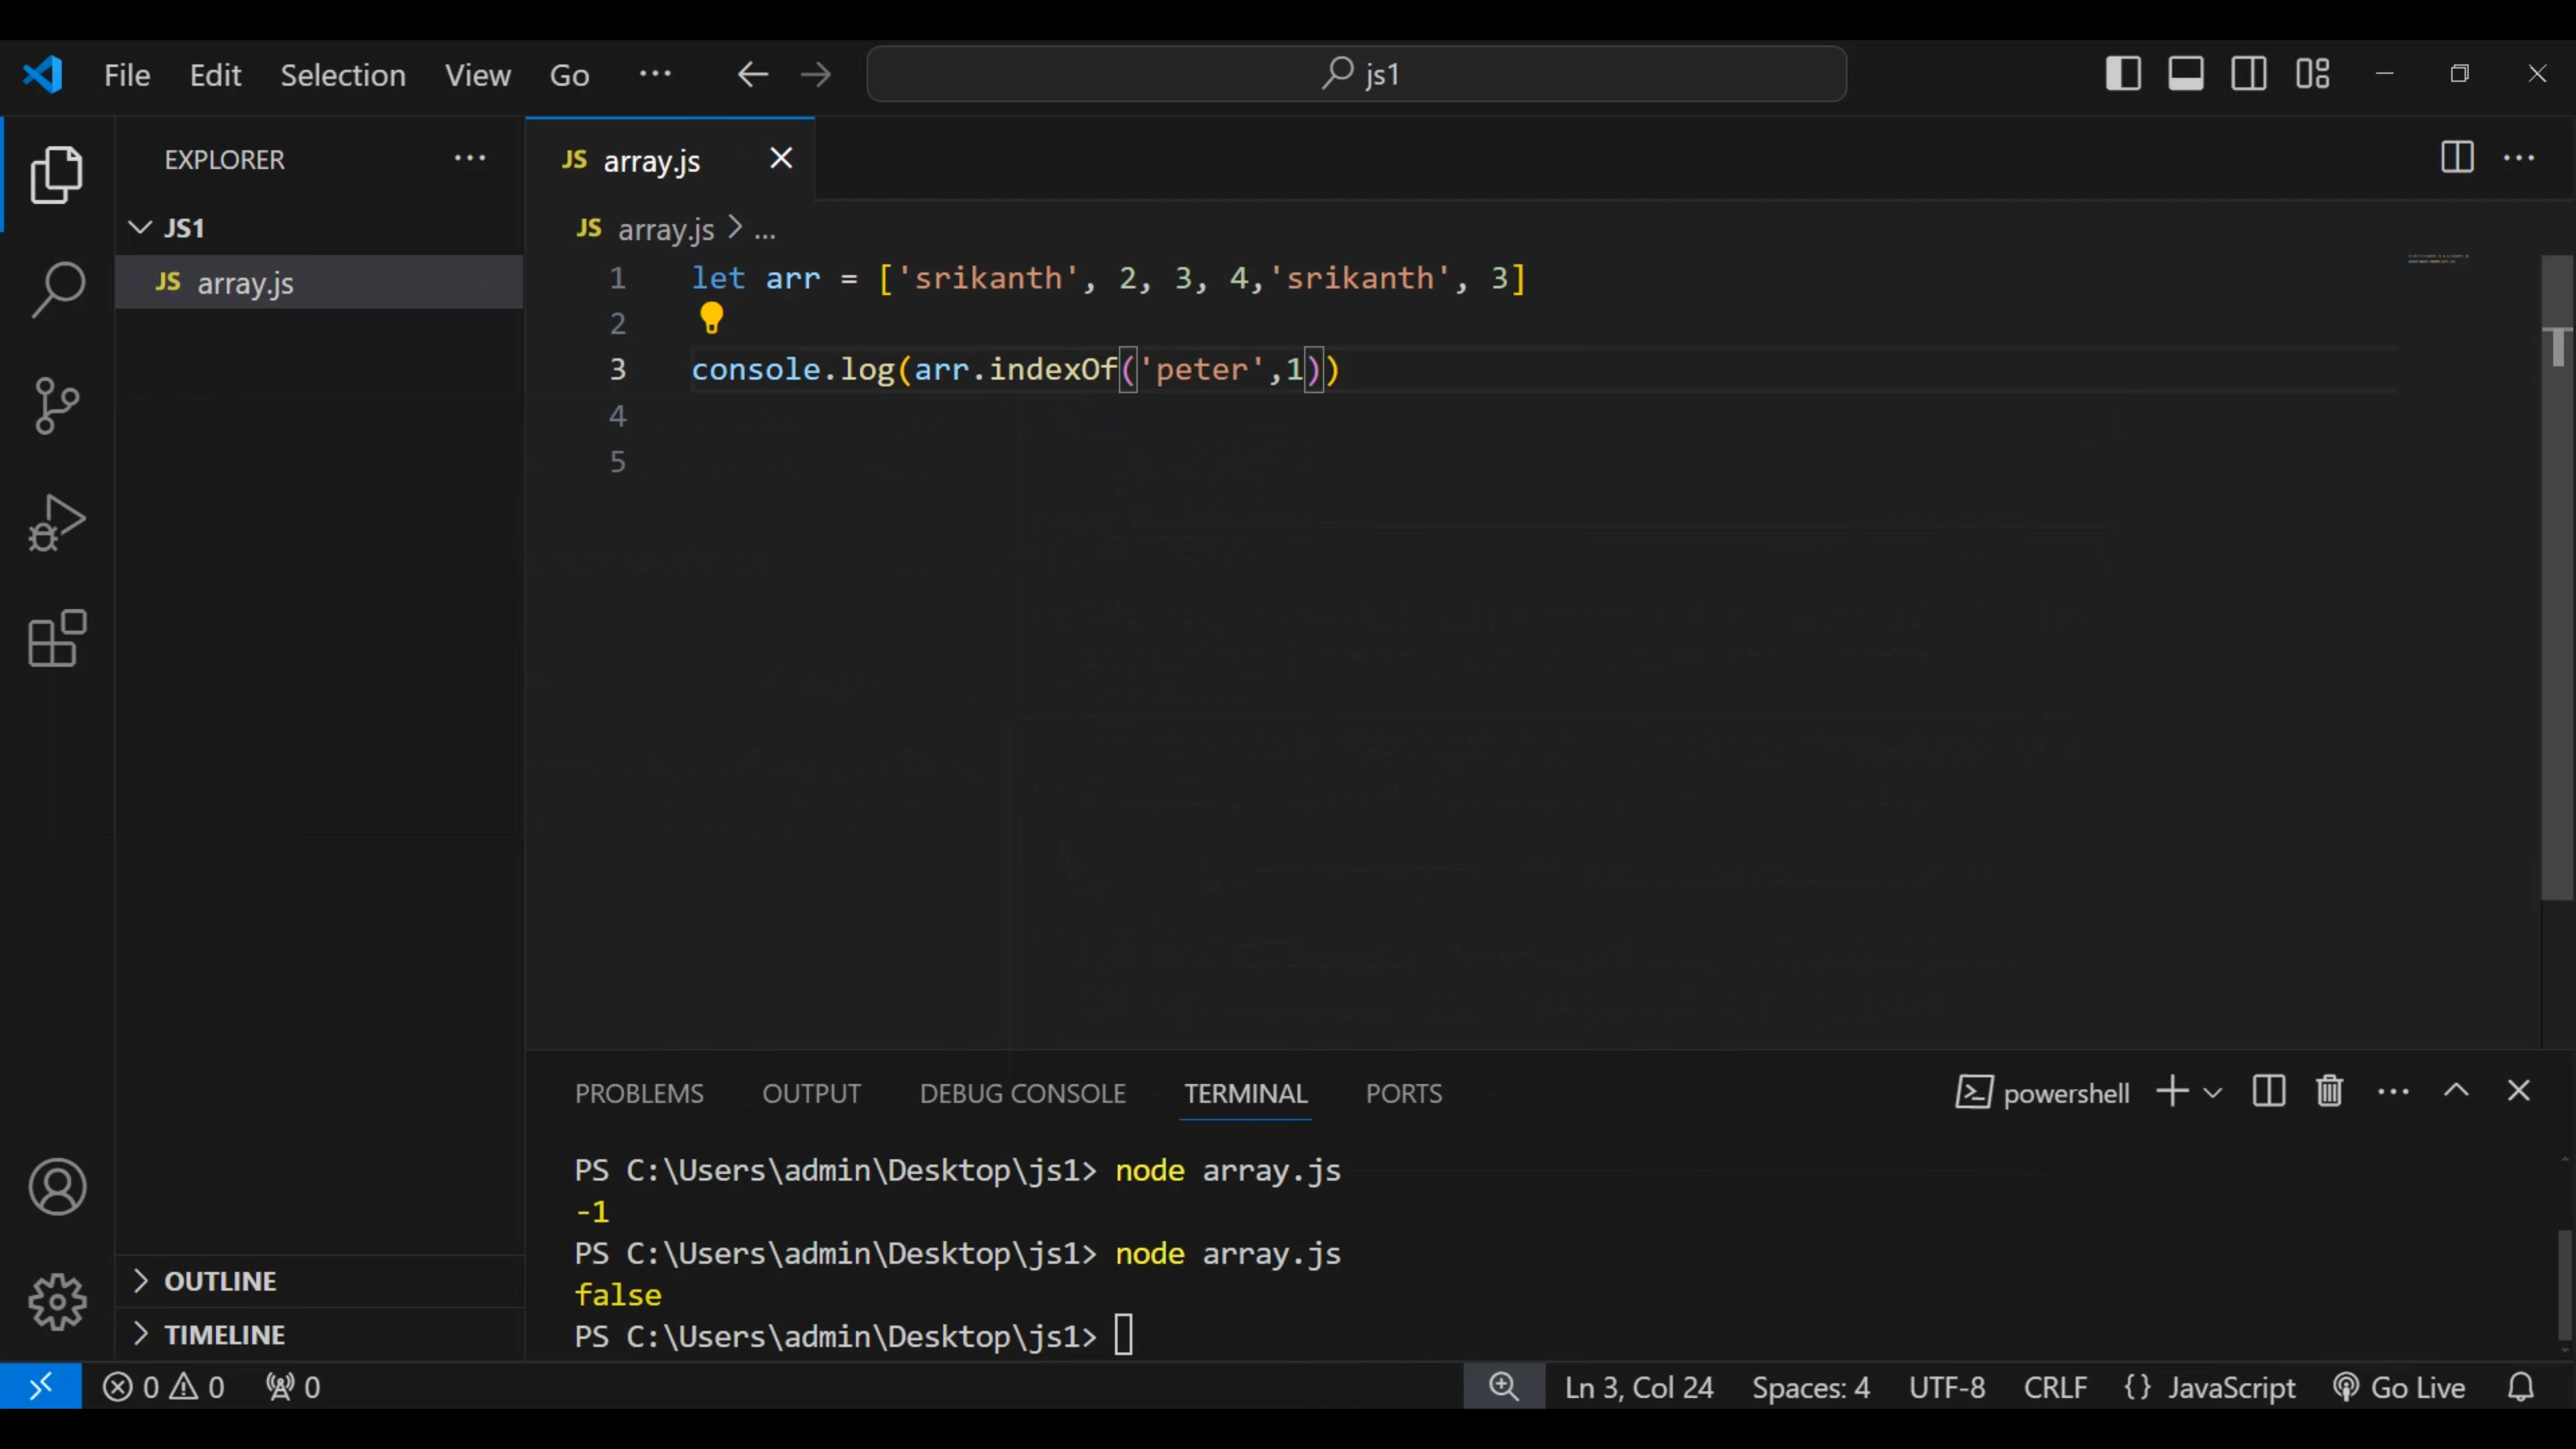 File Edit Selection View Go ··· js1
EXPLORER ···
JS array.js
JS1
JS array.js > ...
JS array.js
1 let arr = ['srikanth', 2, 3, 4,'srikanth', 3]
2
3 console.log(arr.indexOf('peter',1))
4
5
PROBLEMS OUTPUT DEBUG CONSOLE TERMINAL PORTS powershell
PS C:\Users\admin\Desktop\js1> node array.js
-1
PS C:\Users\admin\Desktop\js1> node array.js
false
PS C:\Users\admin\Desktop\js1>
OUTLINE
TIMELINE
0 0 0 Ln 3, Col 24 Spaces: 4 UTF-8 CRLF {} JavaScript Go Live